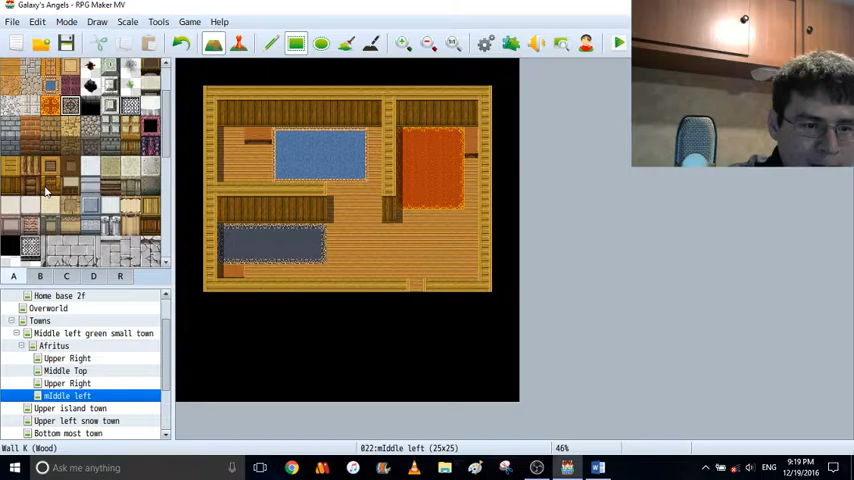 Galaxy's Angels - RPG Maker MV
File Edit Mode Draw Scale Tools Game Help
1:1
A B C D R
Home base 2f
Overworld
Towns
Middle left green small town
Afritus
Upper Right
Middle Top
Upper Right
mIddle left
Upper island town
Upper left snow town
Bottom most town
Wall K (Wood) 022:mIddle left (25x25) 46%
Ask me anything
ENG
9:19 PM
12/19/2016